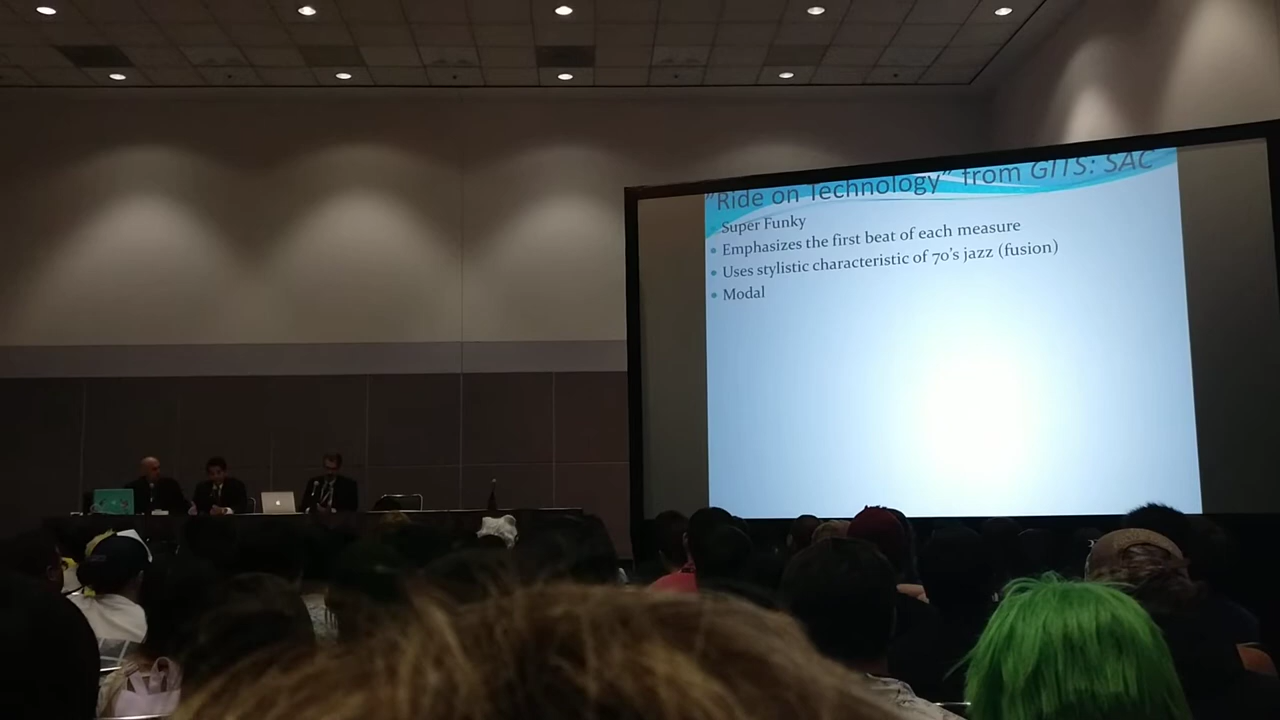 "Ride on Technology" from GITS: SAC
Super Funky
Emphasizes the first beat of each measure
Uses stylistic characteristic of 70's jazz (fusion)
Modal